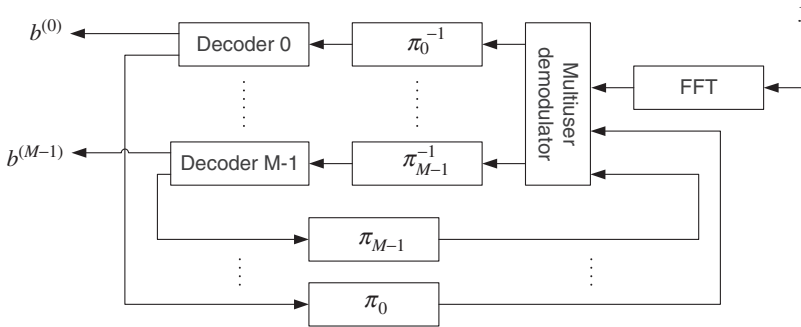 b^{(0)}
Decoder 0
π_0^{-1}
Multiuser demodulator
FFT
b^{(M−1)}
Decoder M-1
π_{M−1}^{-1}
π_{M−1}
π_0